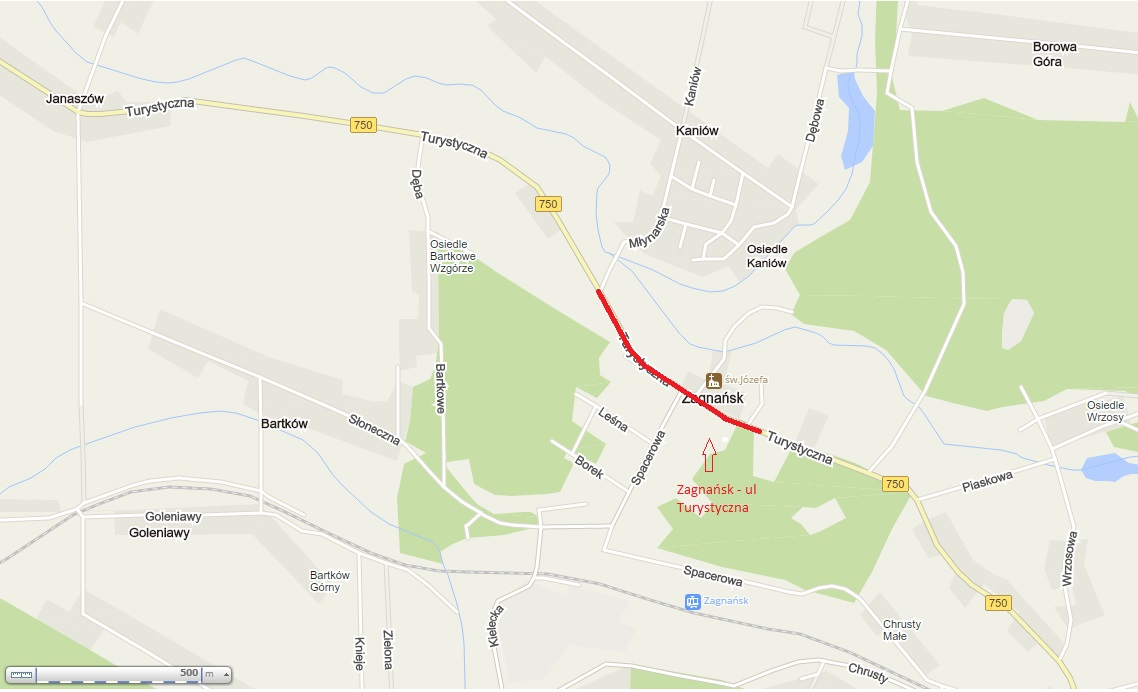 Borowa
Góra
Janaszów
Turystyczna
750
Turystyczna
Kaniów
Kaniów
Dębowa
Dęba
750
Młynarska
Osiedle
Bartkowe
Wzgórze
Osiedle
Kaniów
Turystyczna
św.Józefa
Zagnańsk
Bartkowe
Leśna
Osiedle
Wrzosy
Bartków
Słoneczna
Spacerowa
Turystyczna
Borek
750
Piaskowa
Zagnańsk - ul
Turystyczna
Goleniawy
Goleniawy
Wrzosowa
Bartków
Górny
Spacerowa
Zagnańsk
750
Kielecka
Chrusty
Małe
Knieje
Zielona
Chrusty
500 m